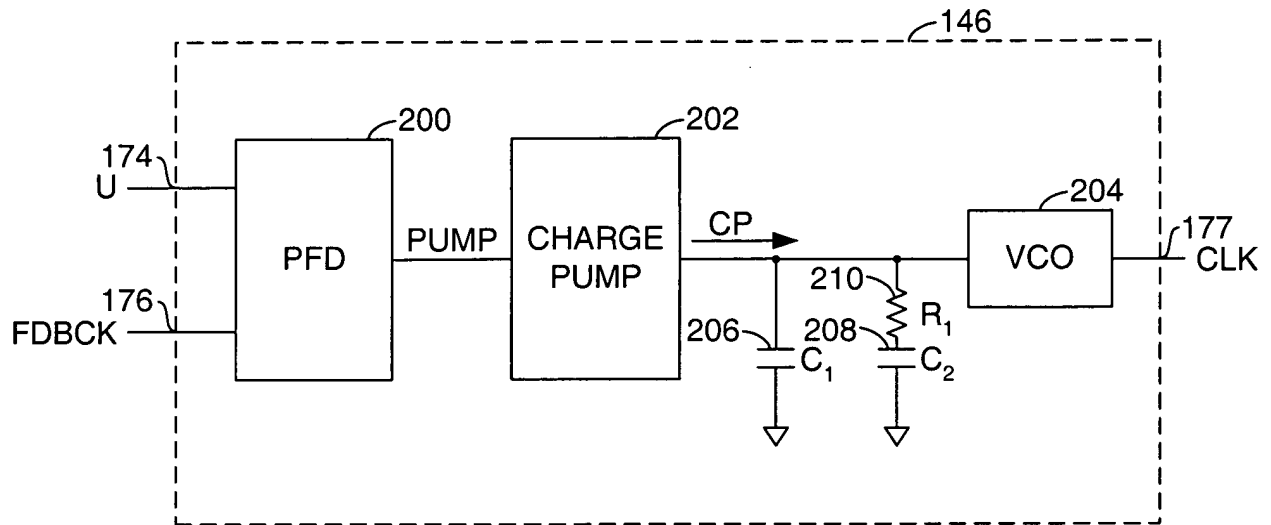 146
200
202
174
U
204
CP
177
PFD
PUMP
CHARGE
PUMP
VCO
CLK
210
176
R₁
FDBCK
206
208
C₁
C₂